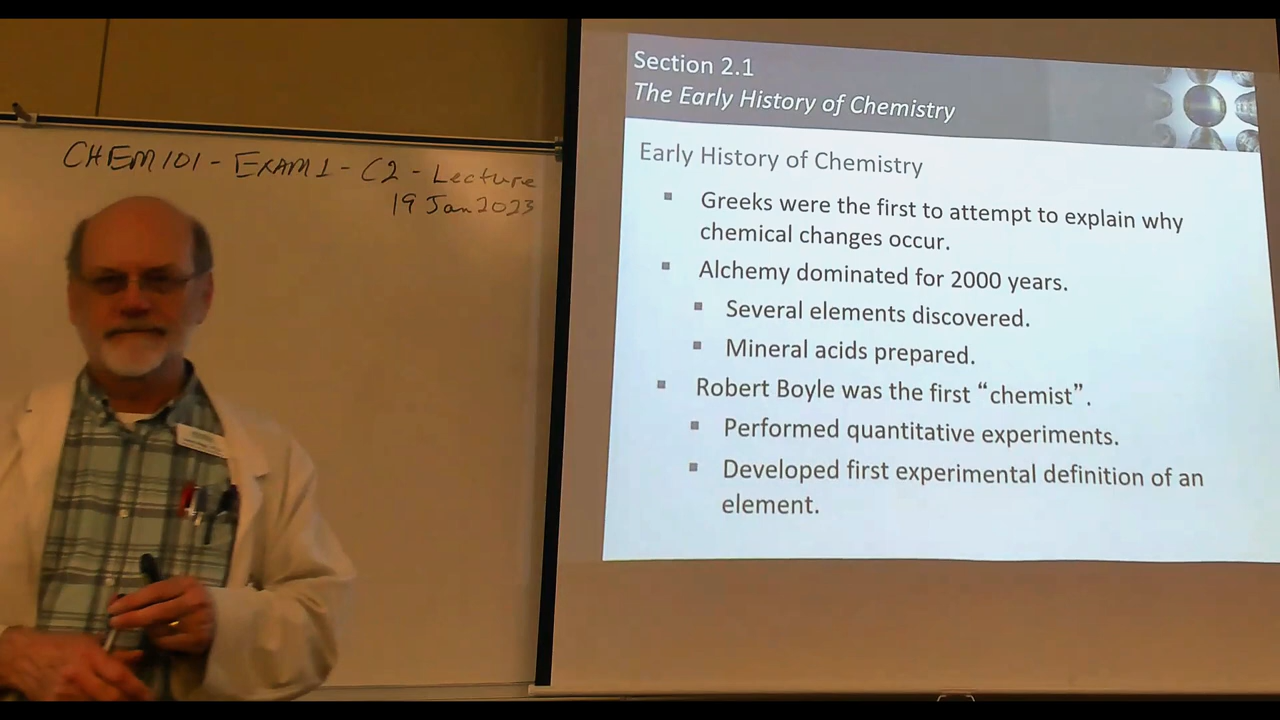 CHEM 101 - EXAM 1 - C2 - Lecture
19 Jan 2023
Section 2.1
The Early History of Chemistry
Early History of Chemistry
▪ Greeks were the first to attempt to explain why
chemical changes occur.
▪ Alchemy dominated for 2000 years.
▪ Several elements discovered.
▪ Mineral acids prepared.
▪ Robert Boyle was the first “chemist”.
▪ Performed quantitative experiments.
▪ Developed first experimental definition of an
element.